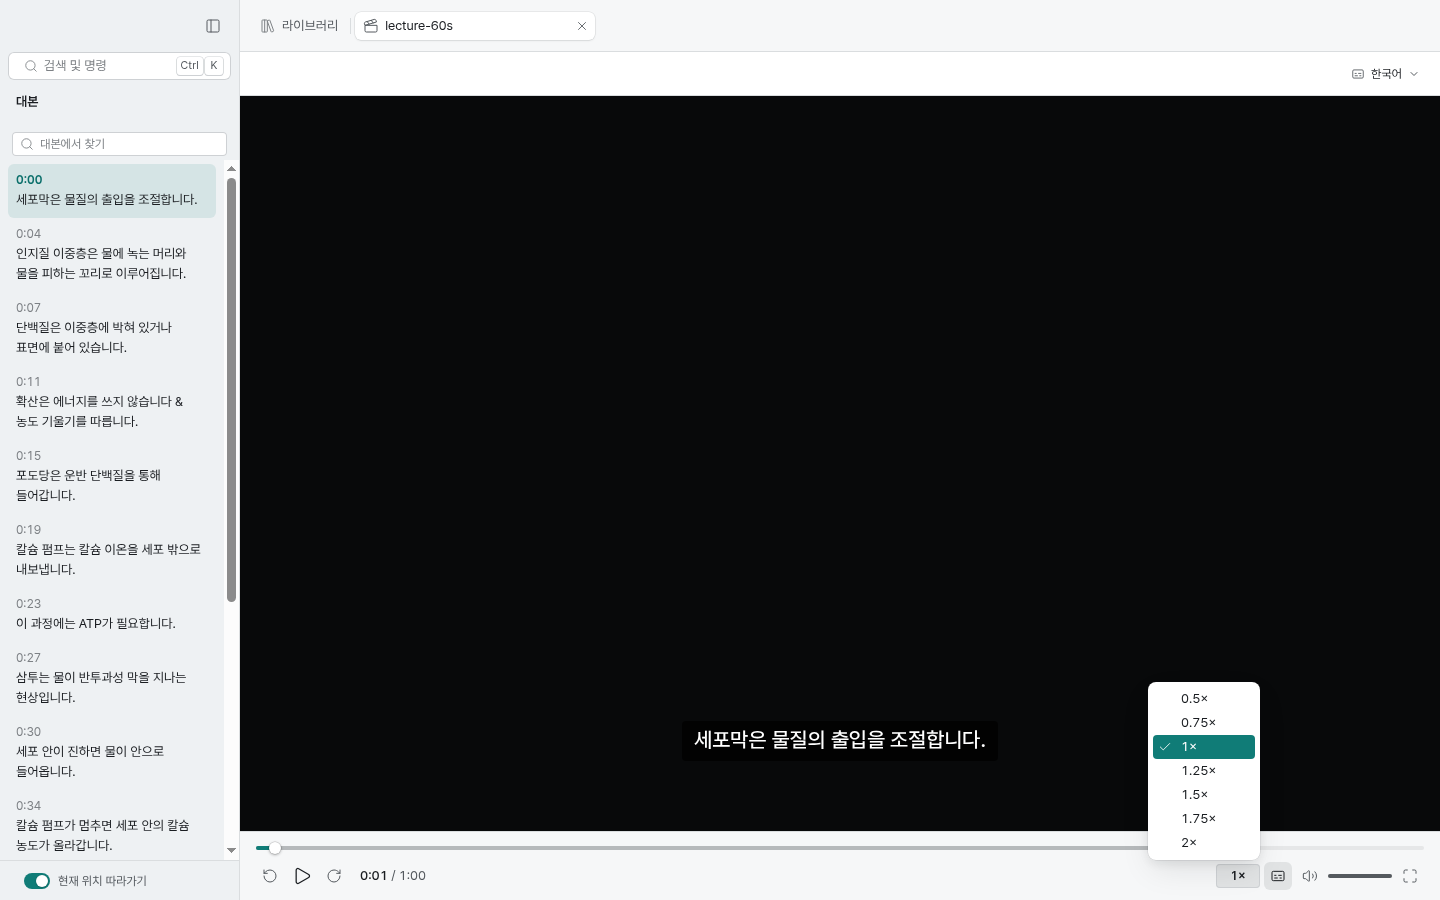 라이브러리
lecture-60s
검색 및 명령
Ctrl K
대본
한국어
대본에서 찾기
0:00
세포막은 물질의 출입을 조절합니다.
0:04
인지질 이중층은 물에 녹는 머리와
물을 피하는 꼬리로 이루어집니다.
0:07
단백질은 이중층에 박혀 있거나
표면에 붙어 있습니다.
0:11
확산은 에너지를 쓰지 않습니다 &
농도 기울기를 따릅니다.
0:15
포도당은 운반 단백질을 통해
들어갑니다.
0:19
칼슘 펌프는 칼슘 이온을 세포 밖으로
내보냅니다.
0:23
이 과정에는 ATP가 필요합니다.
0:27
삼투는 물이 반투과성 막을 지나는
현상입니다.
0:30
세포 안이 진하면 물이 안으로
들어옵니다.
0:34
칼슘 펌프가 멈추면 세포 안의 칼슘
농도가 올라갑니다.
현재 위치 따라가기
세포막은 물질의 출입을 조절합니다.
0.5×
0.75×
1×
1.25×
1.5×
1.75×
2×
0:01 / 1:00
1×